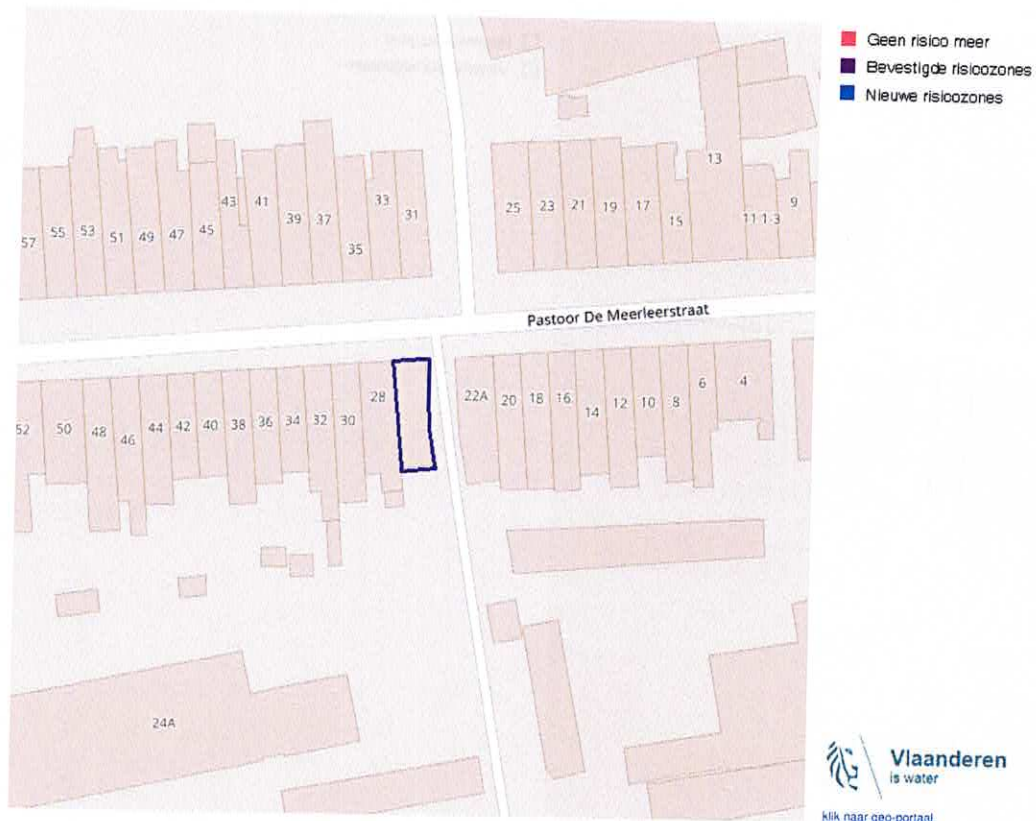 Geen risico meer
Bevestigde risicozones
Nieuwe risicozones
13
43 41 33 9
57 55 53 51 49 47 45 39 37 35 31
25 23 21 19 17 15 11 1-3
Pastoor De Meerleerstraat
52 50 48 46 44 42 40 38 36 34 32 30 28
22A 20 18 16 14 12 10 8 6 4
24A
Vlaanderen
is water
klik naar geo-portaal